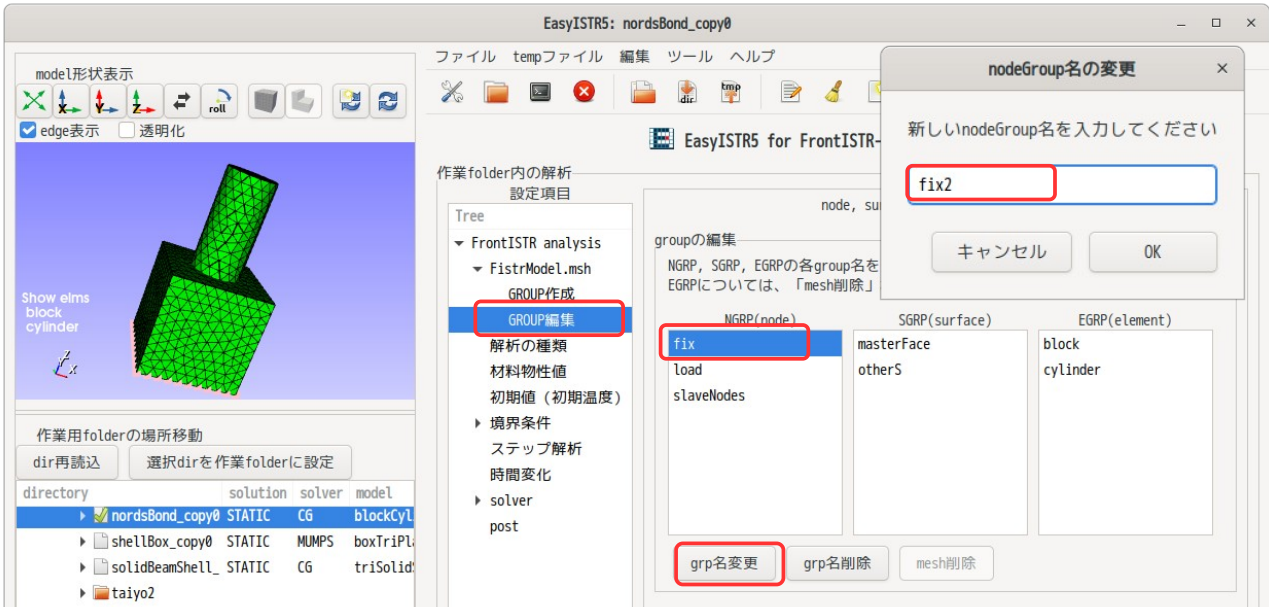 EasyISTR5: nordsBond_copy0
model形状表示
roll
edge表示 透明化
Show elms
block
cylinder
作業用folderの場所移動
dir再読込 選択dirを作業folderに設定
directory solution solver model
nordsBond_copy0 STATIC CG blockCyl
shellBox_copy0 STATIC MUMPS boxTriPl
solidBeamShell_ STATIC CG triSolid
taiyo2
ファイル tempファイル 編集 ツール ヘルプ
dir tmp
EasyISTR5 for FrontISTR-
作業folder内の解析
設定項目
Tree
FrontISTR analysis
FistrModel.msh
GROUP作成
GROUP編集
解析の種類
材料物性値
初期値(初期温度)
境界条件
ステップ解析
時間変化
solver
post
node, su
groupの編集
NGRP, SGRP, EGRPの各group名を
EGRPについては、「mesh削除」
NGRP(node) SGRP(surface) EGRP(element)
fix masterFace block
load otherS cylinder
slaveNodes
grp名変更 grp名削除 mesh削除
nodeGroup名の変更
新しいnodeGroup名を入力してください
fix2
キャンセル OK